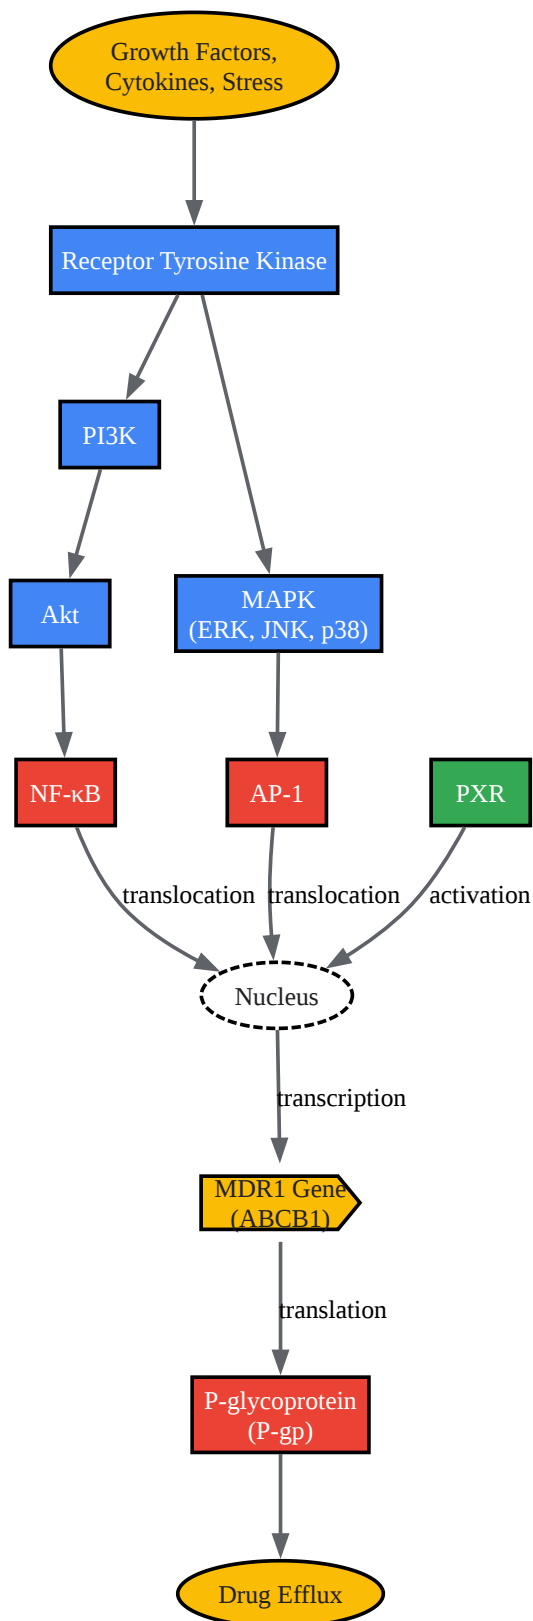 Growth Factors,
Cytokines, Stress
Receptor Tyrosine Kinase
PI3K
Akt
MAPK
(ERK, JNK, p38)
NF-κB
AP-1
PXR
translocation
translocation
activation
Nucleus
transcription
MDR1 Gene
(ABCB1)
translation
P-glycoprotein
(P-gp)
Drug Efflux